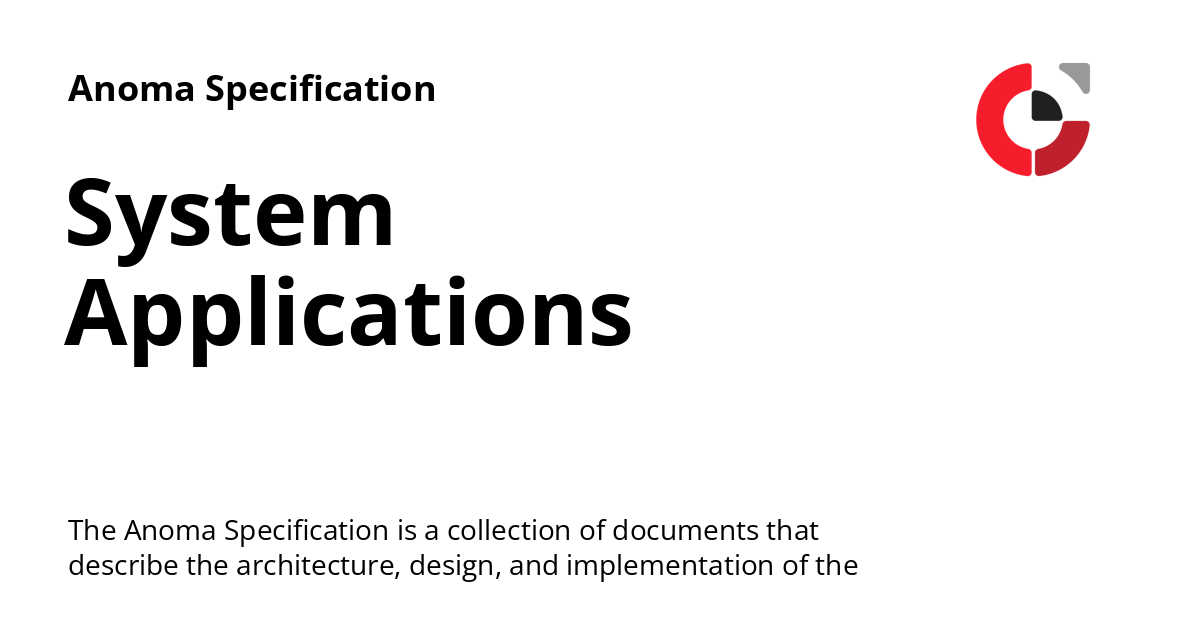 Anoma Specification
System
Applications
The Anoma Specification is a collection of documents that
describe the architecture, design, and implementation of the